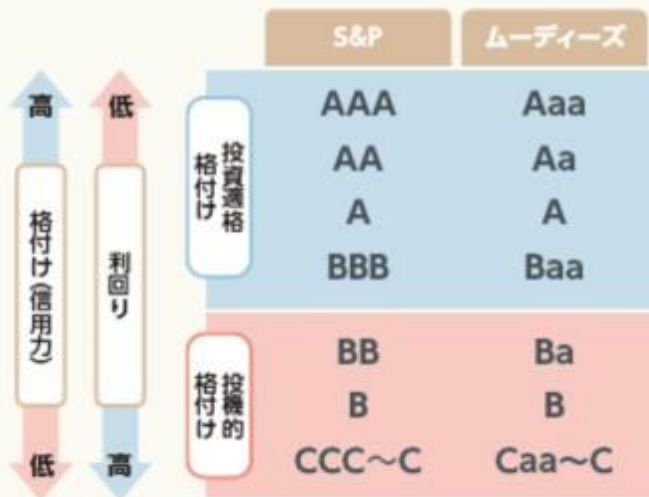 S&P ムーディーズ
高 低
格付け(信用力)
利回り
低 高
投資適格
格付け
AAA Aaa
AA Aa
A A
BBB Baa
投機的
格付け
BB Ba
B B
CCC～C Caa～C